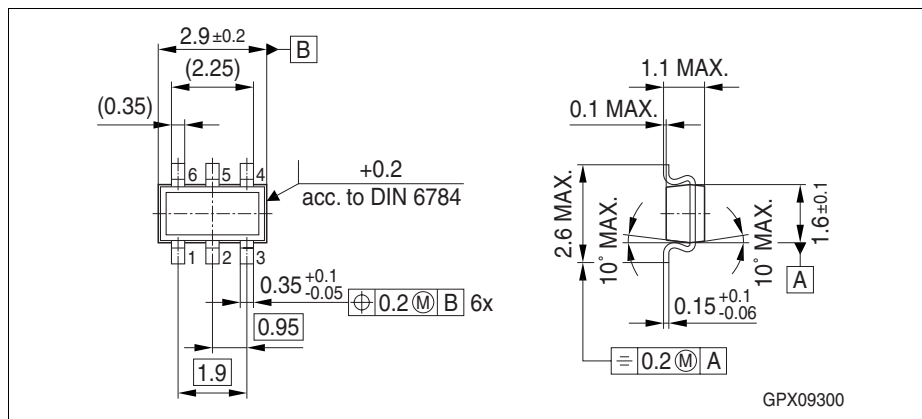 2.9 ±0.2
B
(2.25)
(0.35)
6 5 4
+0.2
acc. to DIN 6784
1 2 3
0.35 +0.1 -0.05
⌖ 0.2 Ⓜ B 6x
0.95
1.9
1.1 MAX.
0.1 MAX.
2.6 MAX.
10° MAX.
10° MAX.
1.6 ±0.1
A
0.15 +0.1 -0.06
⌯ 0.2 Ⓜ A
GPX09300